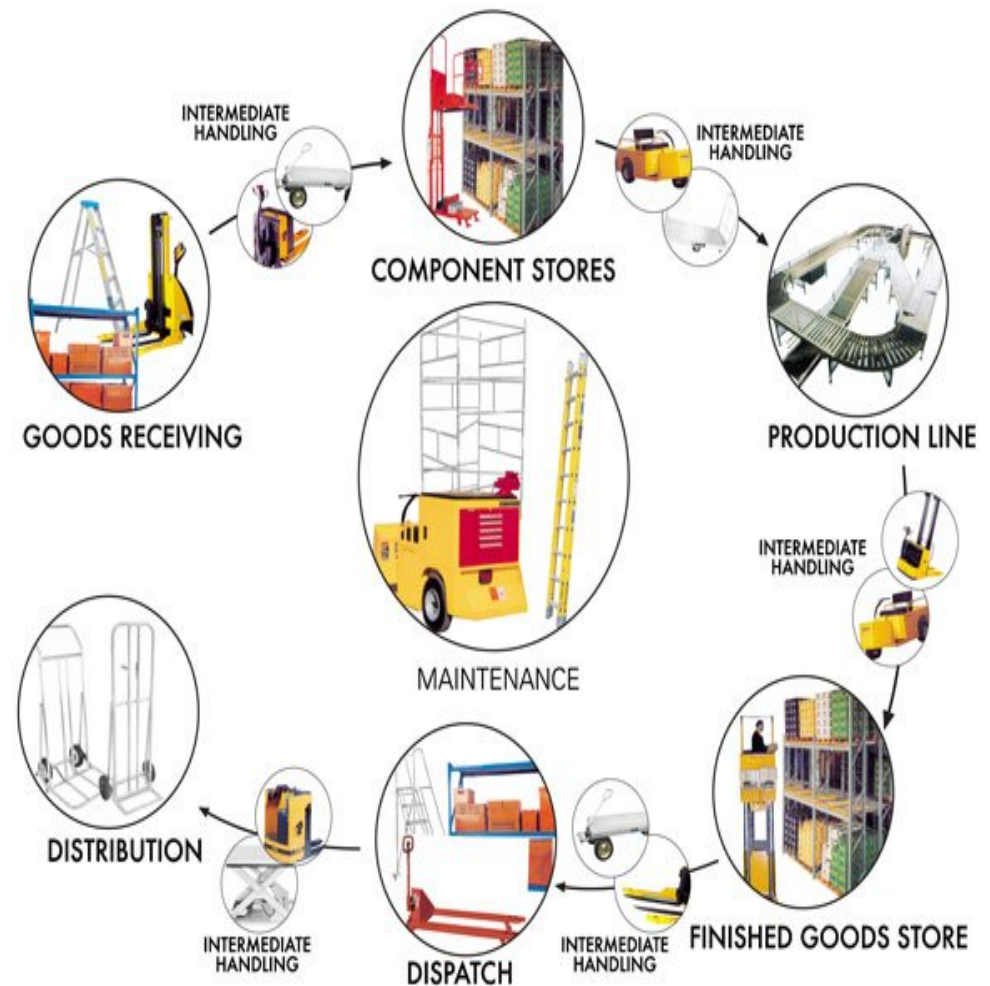 INTERMEDIATE
HANDLING
INTERMEDIATE
HANDLING
COMPONENT STORES
GOODS RECEIVING
PRODUCTION LINE
INTERMEDIATE
HANDLING
MAINTENANCE
DISTRIBUTION
INTERMEDIATE
HANDLING
DISPATCH
INTERMEDIATE
HANDLING
FINISHED GOODS STORE